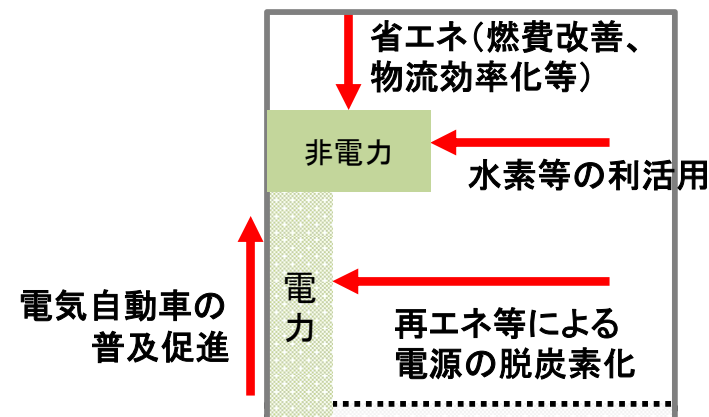 省エネ(燃費改善、
物流効率化等)
非電力
水素等の利活用
電
力
電気自動車の
普及促進
再エネ等による
電源の脱炭素化